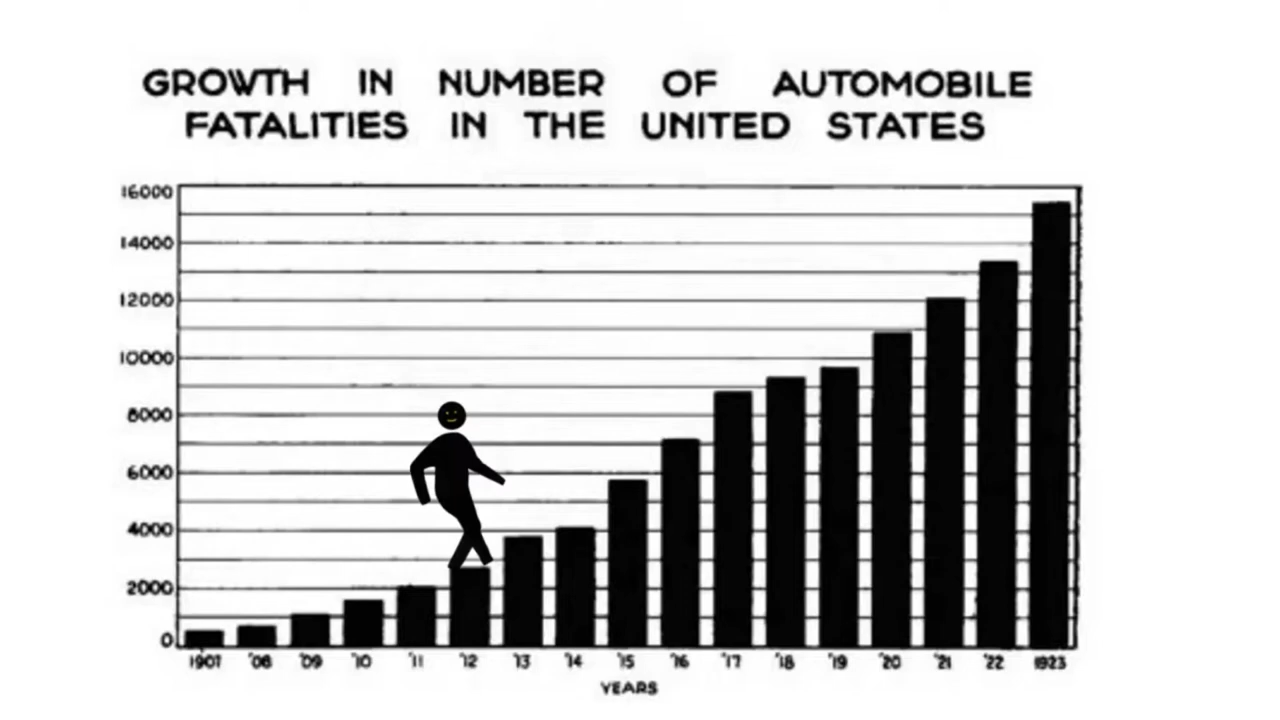 GROWTH IN NUMBER OF AUTOMOBILE
FATALITIES IN THE UNITED STATES
16000
14000
12000
10000
8000
6000
4000
2000
0
1907 '08 '09 '10 '11 '12 '13 '14 '15 '16 '17 '18 '19 '20 '21 '22 1923
YEARS